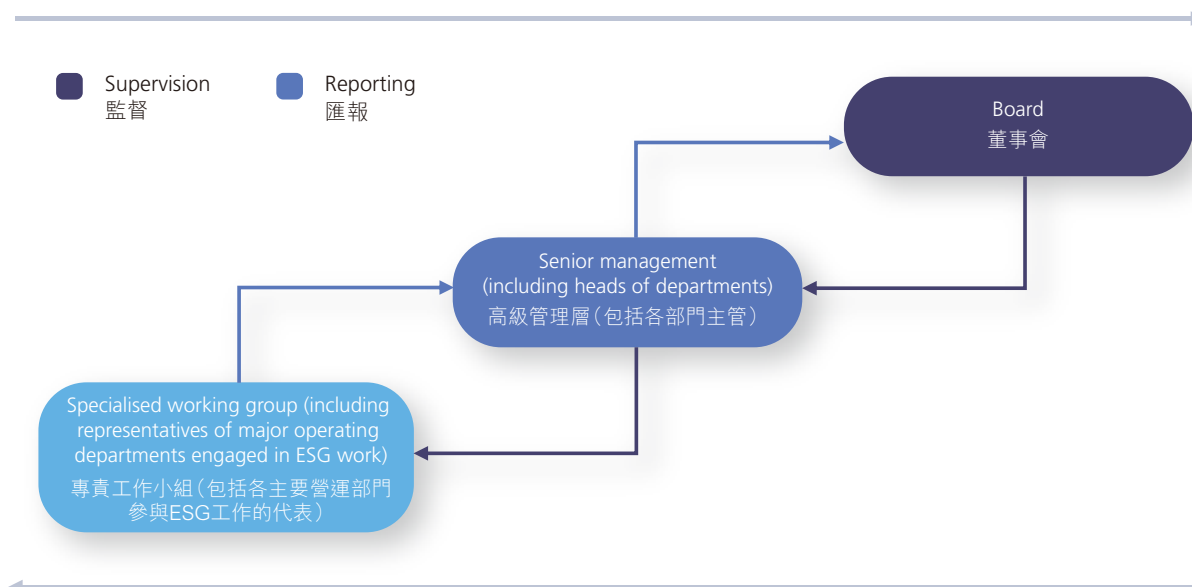 Supervision
監督
Reporting
匯報
Board
董事會
Senior management
(including heads of departments)
高級管理層(包括各部門主管)
Specialised working group (including
representatives of major operating
departments engaged in ESG work)
專責工作小組(包括各主要營運部門
參與ESG工作的代表)